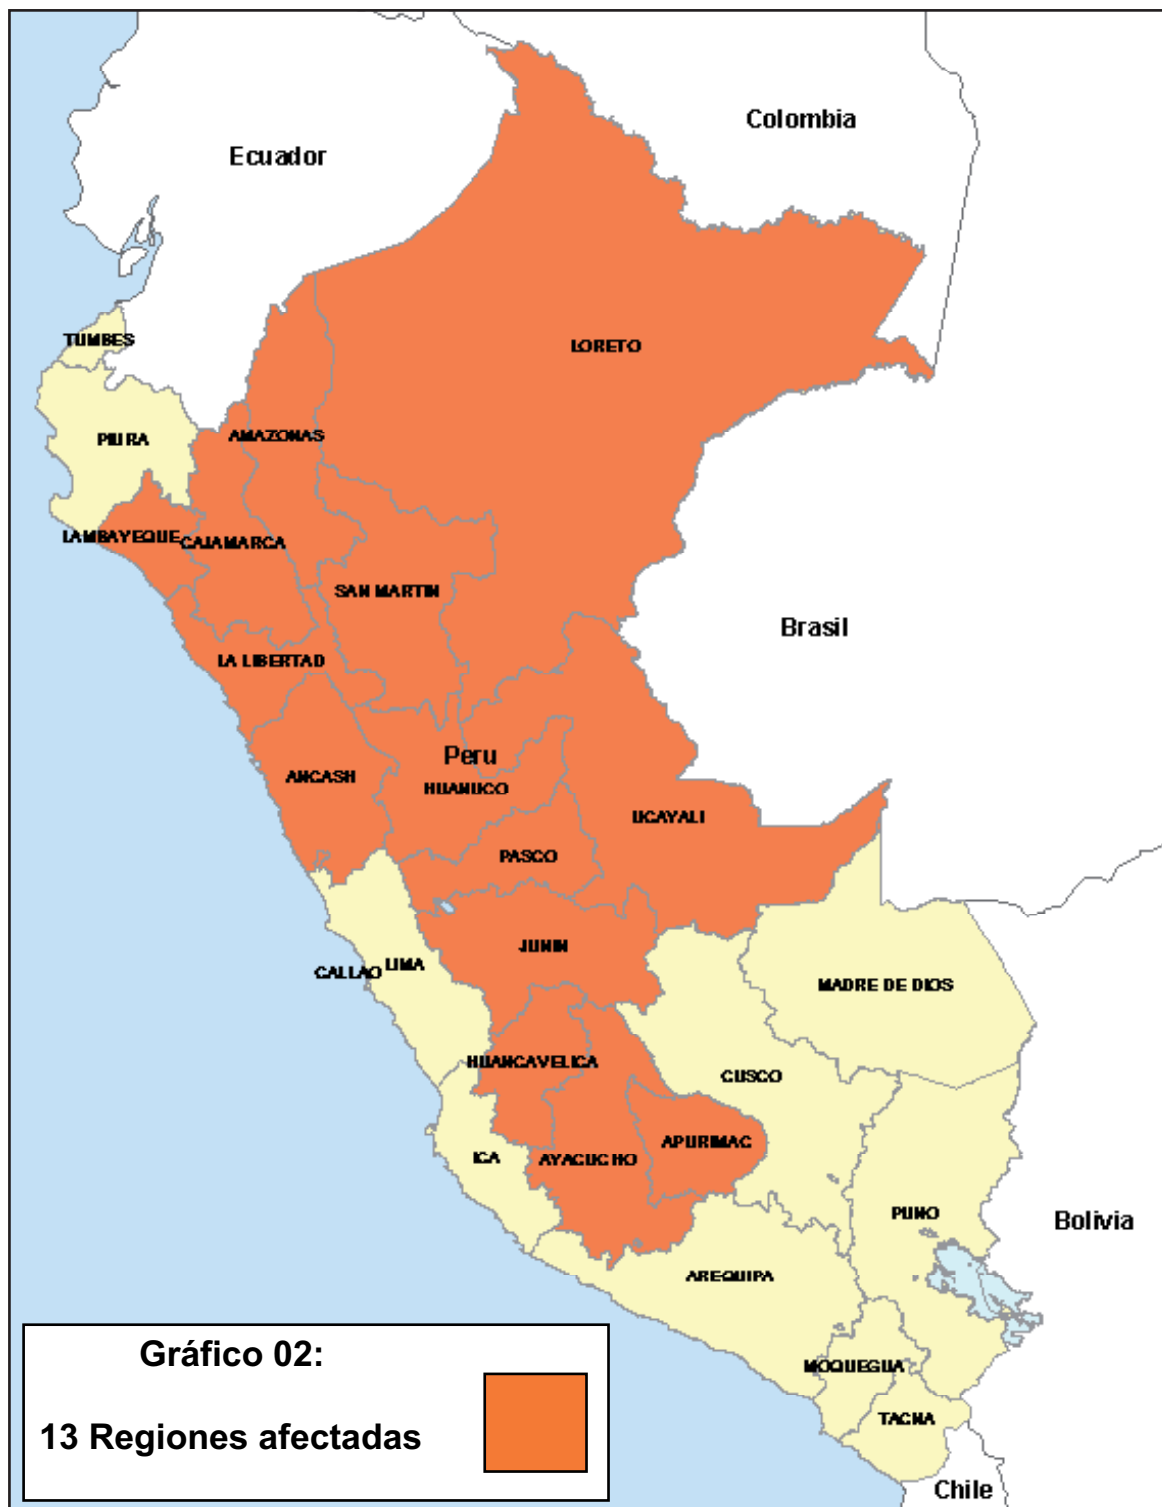 Colombia
Ecuador
TUMBES
LORETO
PIURA
AMAZONAS
LAMBAYEQUE
CAJAMARCA
SAN MARTIN
Brasil
LA LIBERTAD
Peru
ANCASH
HUANUCO
UCAYALI
PASCO
JUNIN
CALLAO
LIMA
MADRE DE DIOS
HUANCAVELICA
CUSCO
ICA
AYACUCHO
APURIMAC
PUNO
Bolivia
AREQUIPA
MOQUEGUA
TACNA
Chile
Gráfico 02:
13 Regiones afectadas